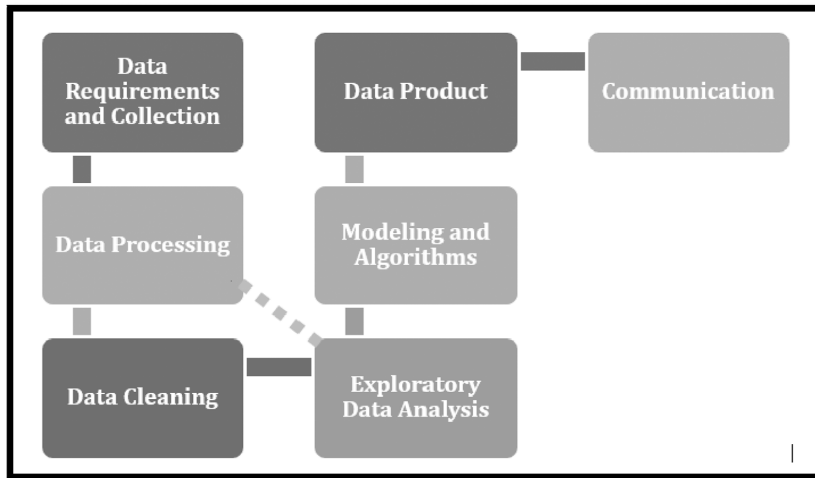 Data
Requirements
and Collection
Data Processing
Data Cleaning
Data Product
Modeling and
Algorithms
Exploratory
Data Analysis
Communication